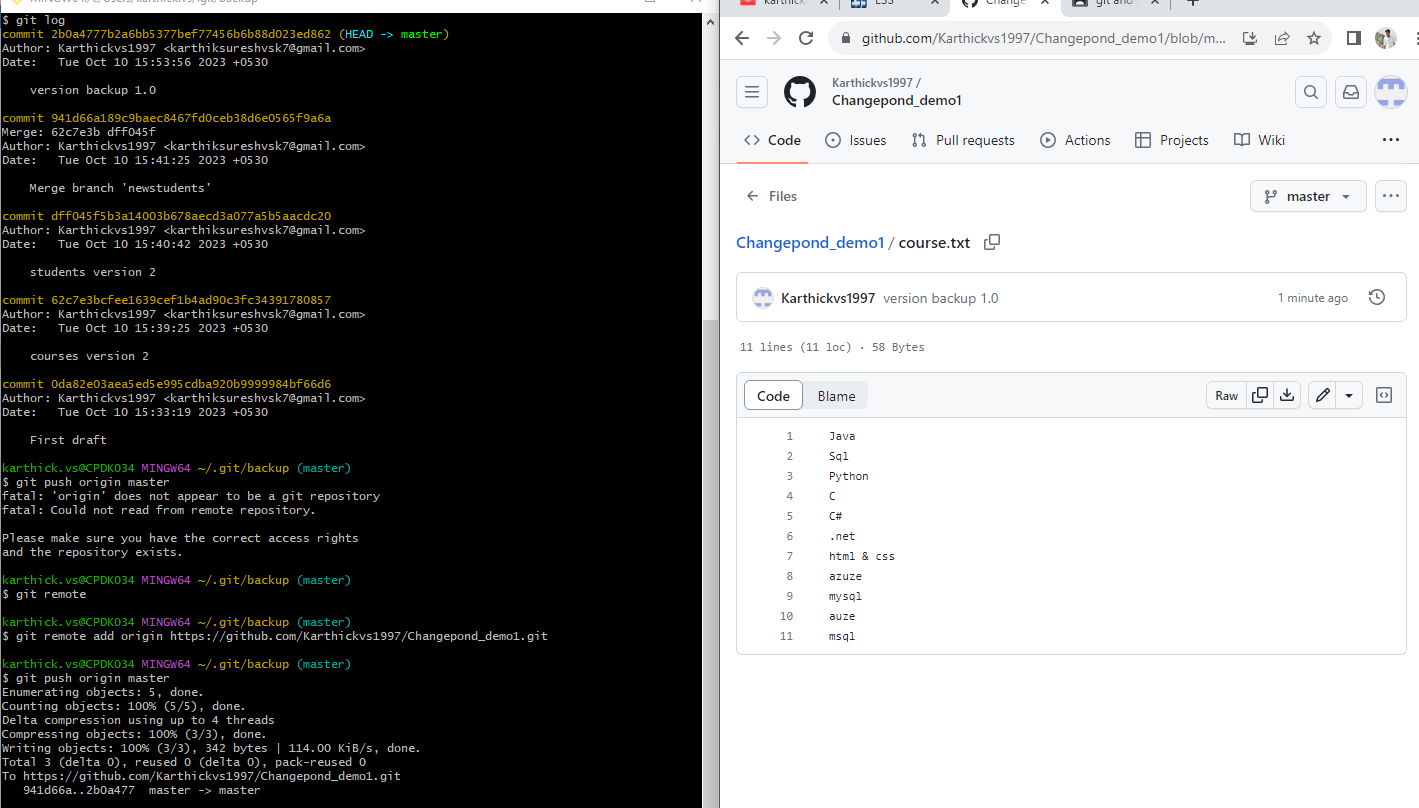 $ git log
commit 2b0a4777b2a6bb5377bef77456b6b88d023ed862 (HEAD -> master)
Author: Karthickvs1997 <karthiksureshvsk7@gmail.com>
Date:   Tue Oct 10 15:53:56 2023 +0530
version backup 1.0
commit 941d66a189c9baec8467fd0ceb38d6e0565f9a6a
Merge: 62c7e3b dff045f
Author: Karthickvs1997 <karthiksureshvsk7@gmail.com>
Date:   Tue Oct 10 15:41:25 2023 +0530
Merge branch 'newstudents'
commit dff045f5b3a14003b678aecd3a077a5b5aacdc20
Author: Karthickvs1997 <karthiksureshvsk7@gmail.com>
Date:   Tue Oct 10 15:40:42 2023 +0530
students version 2
commit 62c7e3bcfee1639cef1b4ad90c3fc34391780857
Author: Karthickvs1997 <karthiksureshvsk7@gmail.com>
Date:   Tue Oct 10 15:39:25 2023 +0530
courses version 2
commit 0da82e03aea5ed5e995cdba920b9999984bf66d6
Author: Karthickvs1997 <karthiksureshvsk7@gmail.com>
Date:   Tue Oct 10 15:33:19 2023 +0530
First draft
karthick.vs@CPDK034 MINGW64 ~/.git/backup (master)
$ git push origin master
fatal: 'origin' does not appear to be a git repository
fatal: Could not read from remote repository.
Please make sure you have the correct access rights
and the repository exists.
karthick.vs@CPDK034 MINGW64 ~/.git/backup (master)
$ git remote
karthick.vs@CPDK034 MINGW64 ~/.git/backup (master)
$ git remote add origin https://github.com/Karthickvs1997/Changepond_demo1.git
karthick.vs@CPDK034 MINGW64 ~/.git/backup (master)
$ git push origin master
Enumerating objects: 5, done.
Counting objects: 100% (5/5), done.
Delta compression using up to 4 threads
Compressing objects: 100% (3/3), done.
Writing objects: 100% (3/3), 342 bytes | 114.00 KiB/s, done.
Total 3 (delta 0), reused 0 (delta 0), pack-reused 0
To https://github.com/Karthickvs1997/Changepond_demo1.git
941d66a..2b0a477  master -> master
github.com/Karthickvs1997/Changepond_demo1/blob/m...
Karthickvs1997 /
Changepond_demo1
Code Issues Pull requests Actions Projects Wiki
Files master
Changepond_demo1 / course.txt
Karthickvs1997 version backup 1.0 1 minute ago
11 lines (11 loc) · 58 Bytes
Code Blame Raw
1 Java
2 Sql
3 Python
4 C
5 C#
6 .net
7 html & css
8 azuze
9 mysql
10 auze
11 msql